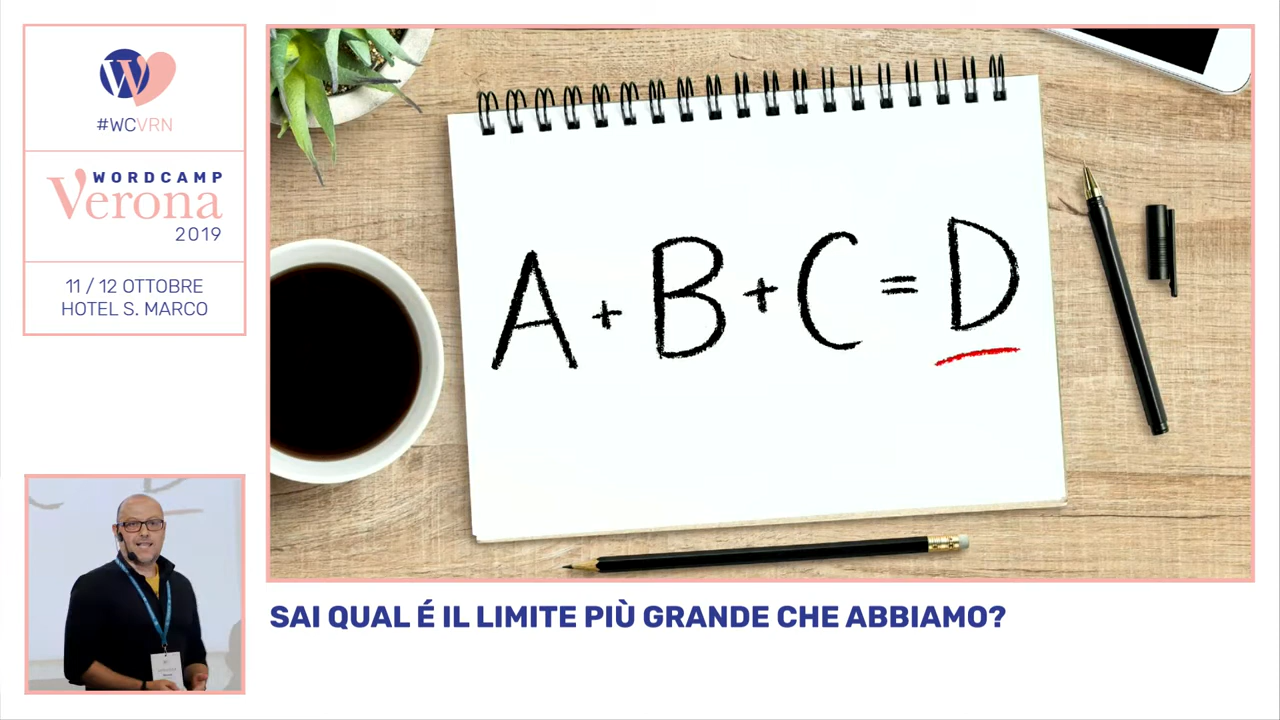 #WCVRN
WORDCAMP
Verona
2019
11 / 12 OTTOBRE
HOTEL S. MARCO
A + B + C = D
SAI QUAL É IL LIMITE PIÙ GRANDE CHE ABBIAMO?